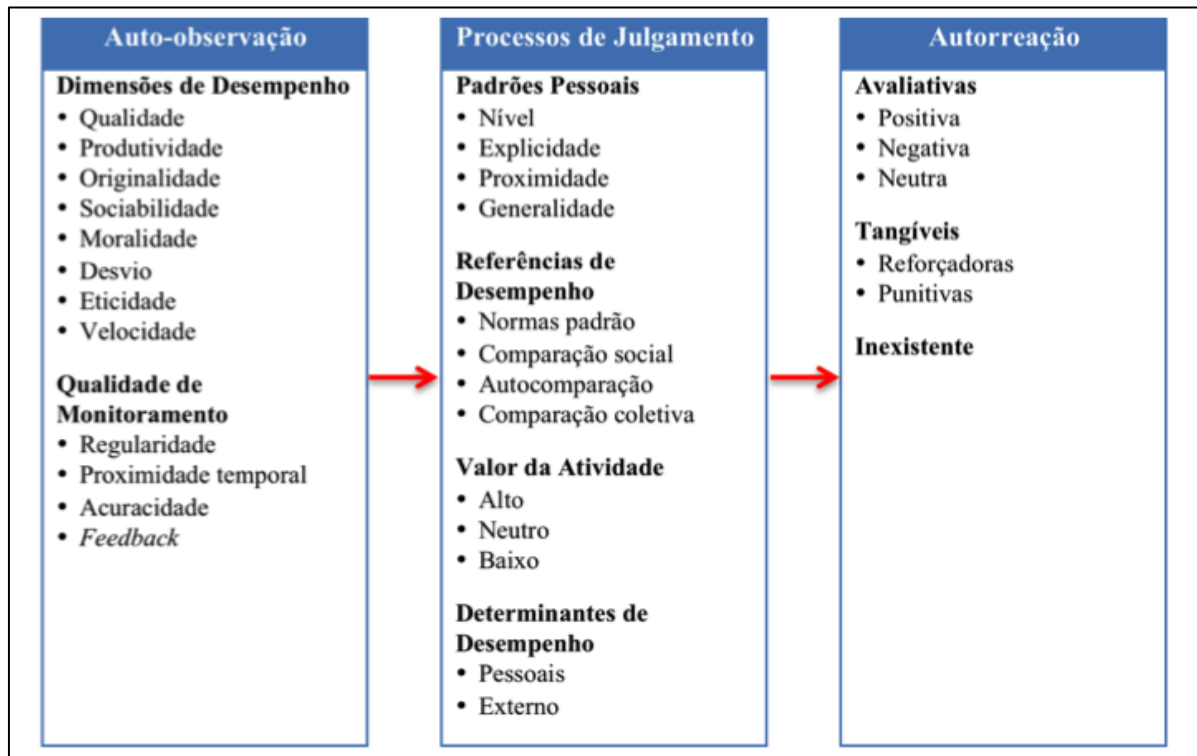 Auto-observação
Dimensões de Desempenho
• Qualidade
• Produtividade
• Originalidade
• Sociabilidade
• Moralidade
• Desvio
• Eticidade
• Velocidade
Qualidade de
Monitoramento
• Regularidade
• Proximidade temporal
• Acuracidade
• Feedback
Processos de Julgamento
Padrões Pessoais
• Nível
• Explicidade
• Proximidade
• Generalidade
Referências de
Desempenho
• Normas padrão
• Comparação social
• Autocomparação
• Comparação coletiva
Valor da Atividade
• Alto
• Neutro
• Baixo
Determinantes de
Desempenho
• Pessoais
• Externo
Autorreação
Avaliativas
• Positiva
• Negativa
• Neutra
Tangíveis
• Reforçadoras
• Punitivas
Inexistente